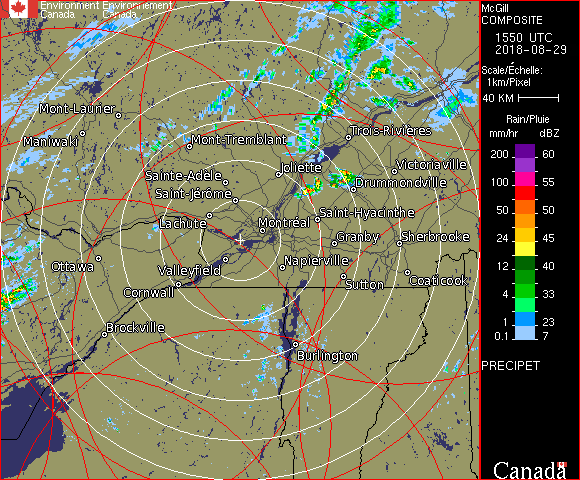 Environment Environnement
Canada Canada
McGill
COMPOSITE
1550 UTC
2018-08-29
Scale/Échelle:
1km/Pixel
40 KM
Rain/Pluie
mm/hr dBZ
200 60
150 57
100 55
50 50
24 45
12 40
4 33
1 23
0.1 7
PRECIPET
Canada
Mont-Laurier
Maniwaki
Mont-Tremblant
Trois-Rivières
Sainte-Adèle
Joliette
Victoriaville
Saint-Jérôme
Drummondville
Lachute
Montréal
Saint-Hyacinthe
Granby
Sherbrooke
Ottawa
Valleyfield
Napierville
Cornwall
Sutton
Coaticook
Brockville
Burlington